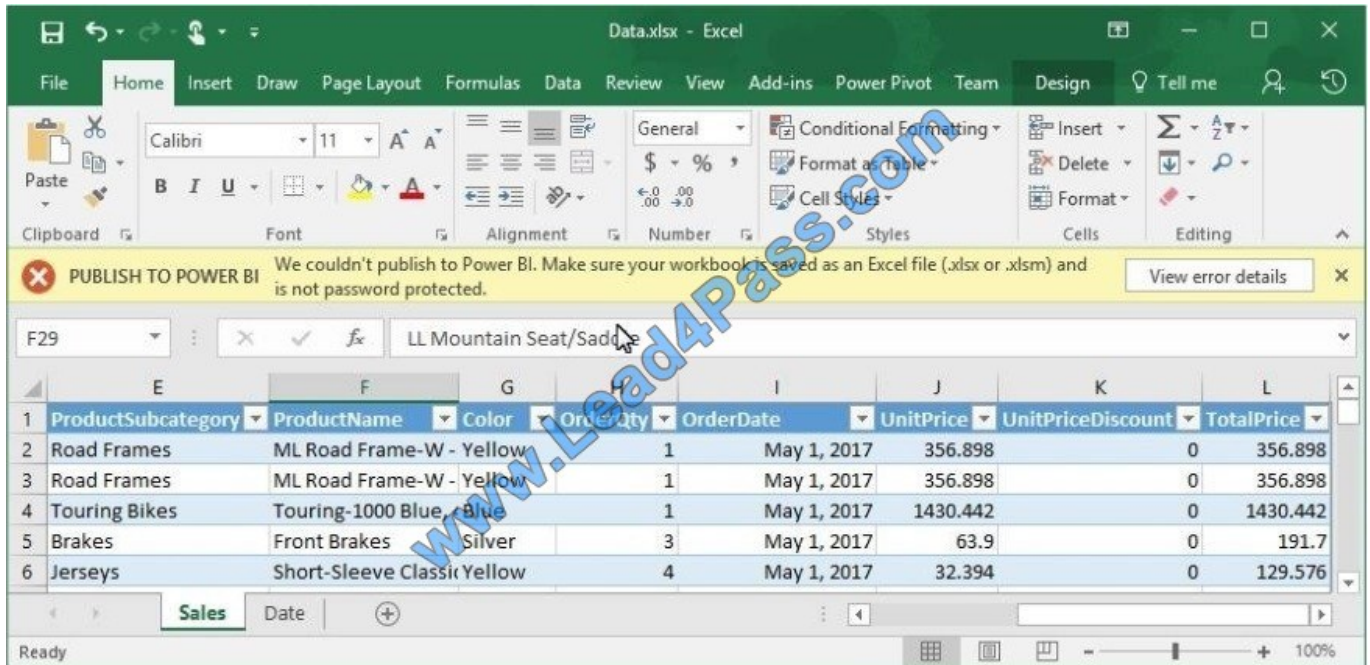 Data.xlsx - Excel
File Home Insert Draw Page Layout Formulas Data Review View Add-ins Power Pivot Team Design Tell me
Calibri 11 General Conditional Formatting Insert
Paste B I U $ % , Format as Table Delete
Cell Styles Format
Clipboard Font Alignment Number Styles Cells Editing
PUBLISH TO POWER BI We couldn't publish to Power BI. Make sure your workbook is saved as an Excel file (.xlsx or .xlsm) and is not password protected. View error details
F29 fx LL Mountain Seat/Saddle
E F G H I J K L
1 ProductSubcategory ProductName Color OrderQty OrderDate UnitPrice UnitPriceDiscount TotalPrice
2 Road Frames ML Road Frame-W - Yellow 1 May 1, 2017 356.898 0 356.898
3 Road Frames ML Road Frame-W - Yellow 1 May 1, 2017 356.898 0 356.898
4 Touring Bikes Touring-1000 Blue, Blue 1 May 1, 2017 1430.442 0 1430.442
5 Brakes Front Brakes Silver 3 May 1, 2017 63.9 0 191.7
6 Jerseys Short-Sleeve Classic Yellow 4 May 1, 2017 32.394 0 129.576
Sales Date
Ready 100%
www.Lead4Pass.com